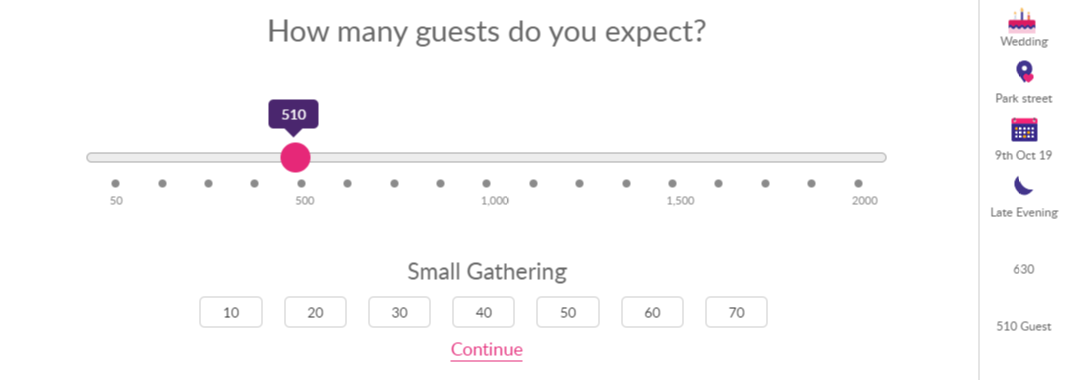 How many guests do you expect?
510
50 500 1,000 1,500 2000
Small Gathering
10 20 30 40 50 60 70
Continue
Wedding
Park street
9th Oct 19
Late Evening
630
510 Guest